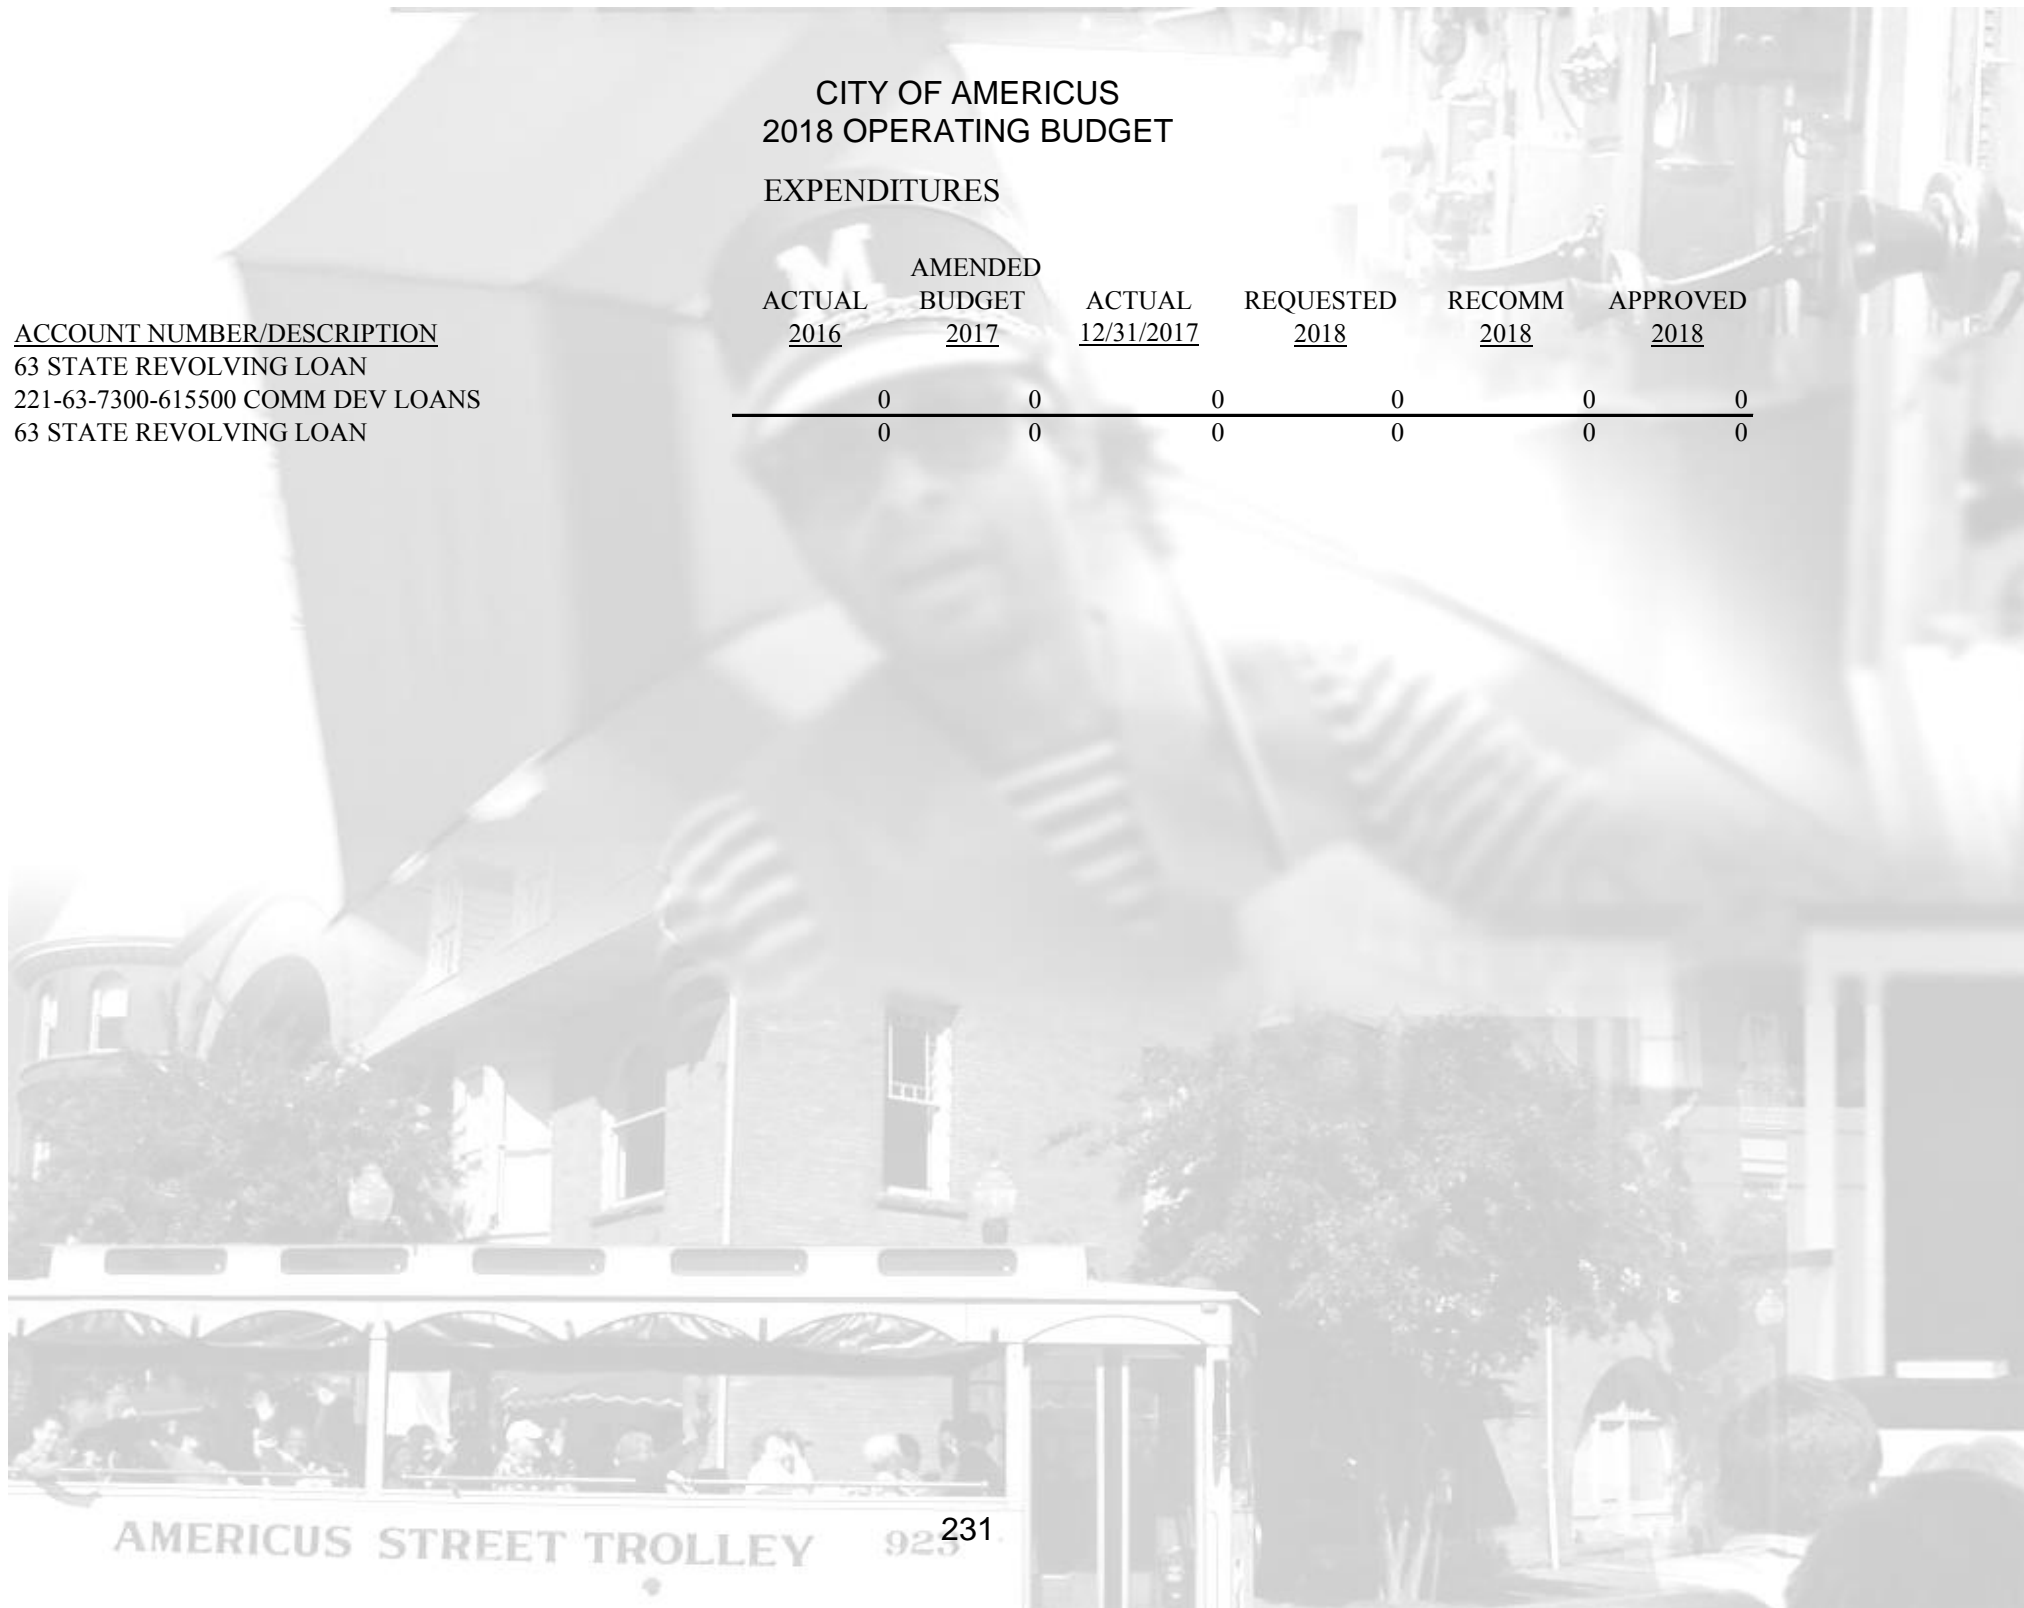 CITY OF AMERICUS
2018 OPERATING BUDGET
EXPENDITURES
AMENDED
ACTUAL BUDGET ACTUAL REQUESTED RECOMM APPROVED
ACCOUNT NUMBER/DESCRIPTION 2016 2017 12/31/2017 2018 2018 2018
63 STATE REVOLVING LOAN
221-63-7300-615500 COMM DEV LOANS 0 0 0 0 0 0
63 STATE REVOLVING LOAN 0 0 0 0 0 0
M
AMERICUS STREET TROLLEY
231